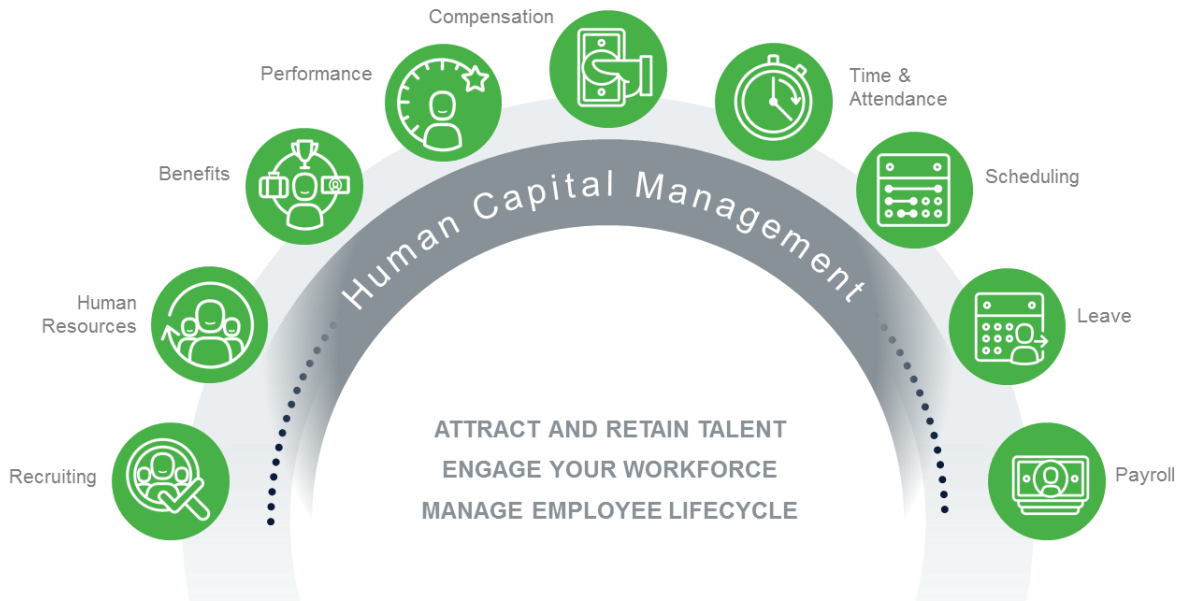 Compensation
Performance
Time &
Attendance
Benefits
Scheduling
Human Capital Management
Human
Resources
Leave
ATTRACT AND RETAIN TALENT
ENGAGE YOUR WORKFORCE
MANAGE EMPLOYEE LIFECYCLE
Recruiting
Payroll